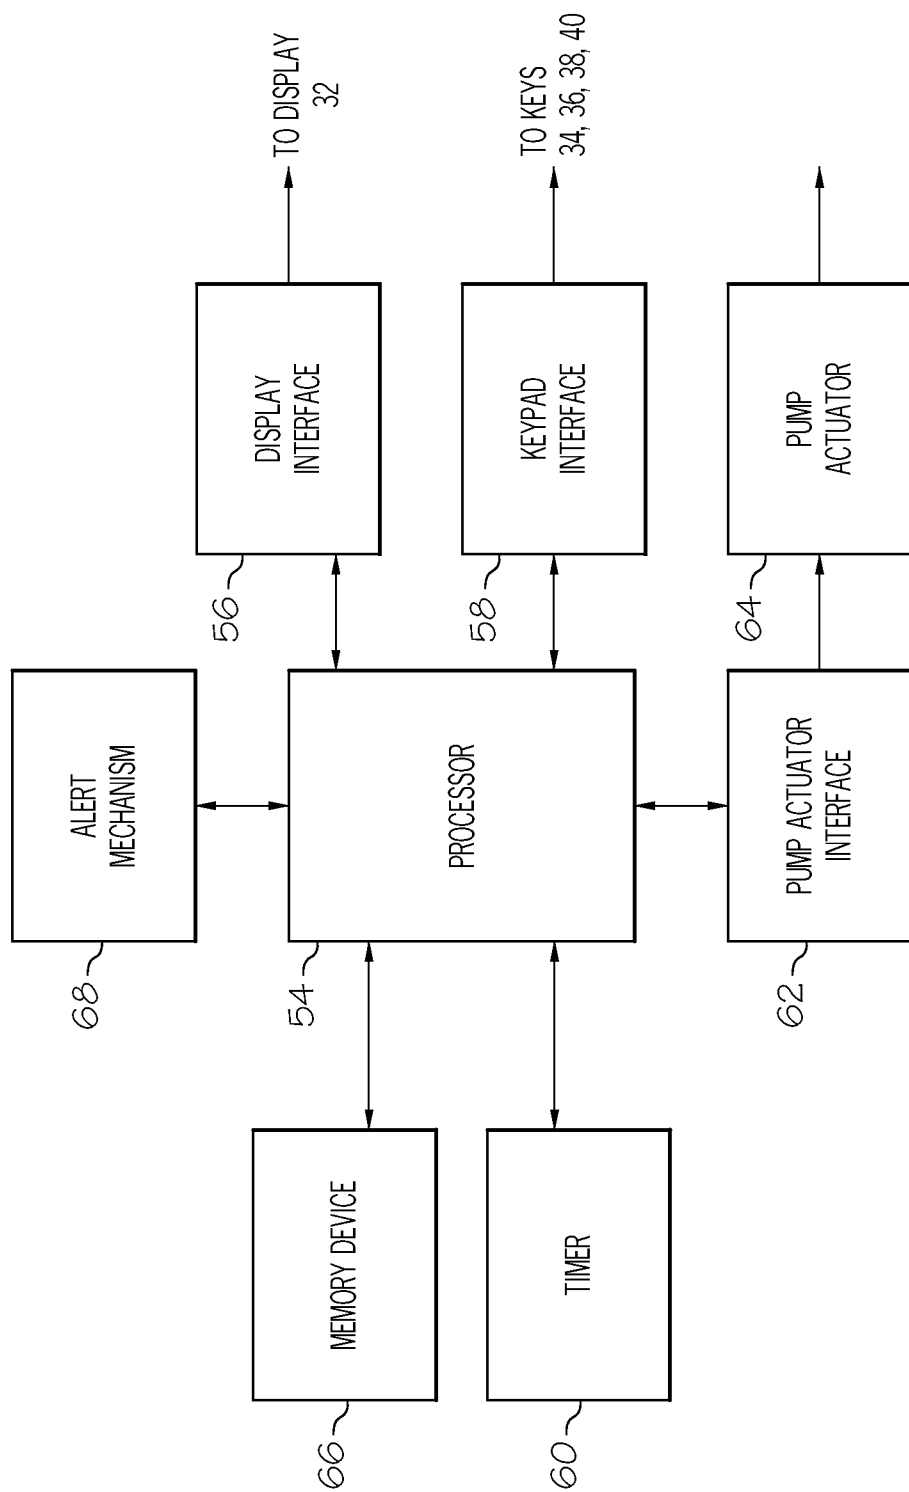 68
ALERT
MECHANISM
66
MEMORY DEVICE
54
PROCESSOR
56
DISPLAY
INTERFACE
TO DISPLAY
32
60
TIMER
58
KEYPAD
INTERFACE
TO KEYS
34, 36, 38, 40
62
PUMP ACTUATOR
INTERFACE
64
PUMP
ACTUATOR